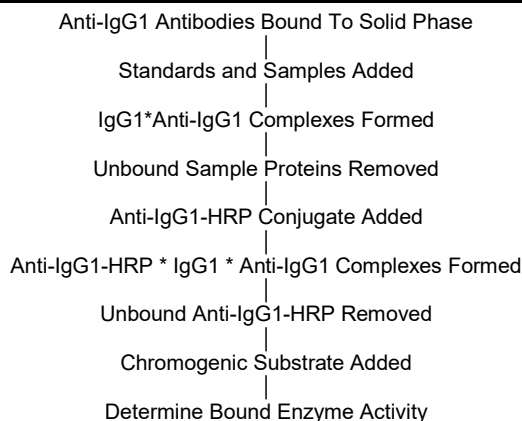 Anti-IgG1 Antibodies Bound To Solid Phase
Standards and Samples Added
IgG1*Anti-IgG1 Complexes Formed
Unbound Sample Proteins Removed
Anti-IgG1-HRP Conjugate Added
Anti-IgG1-HRP * IgG1 * Anti-IgG1 Complexes Formed
Unbound Anti-IgG1-HRP Removed
Chromogenic Substrate Added
Determine Bound Enzyme Activity